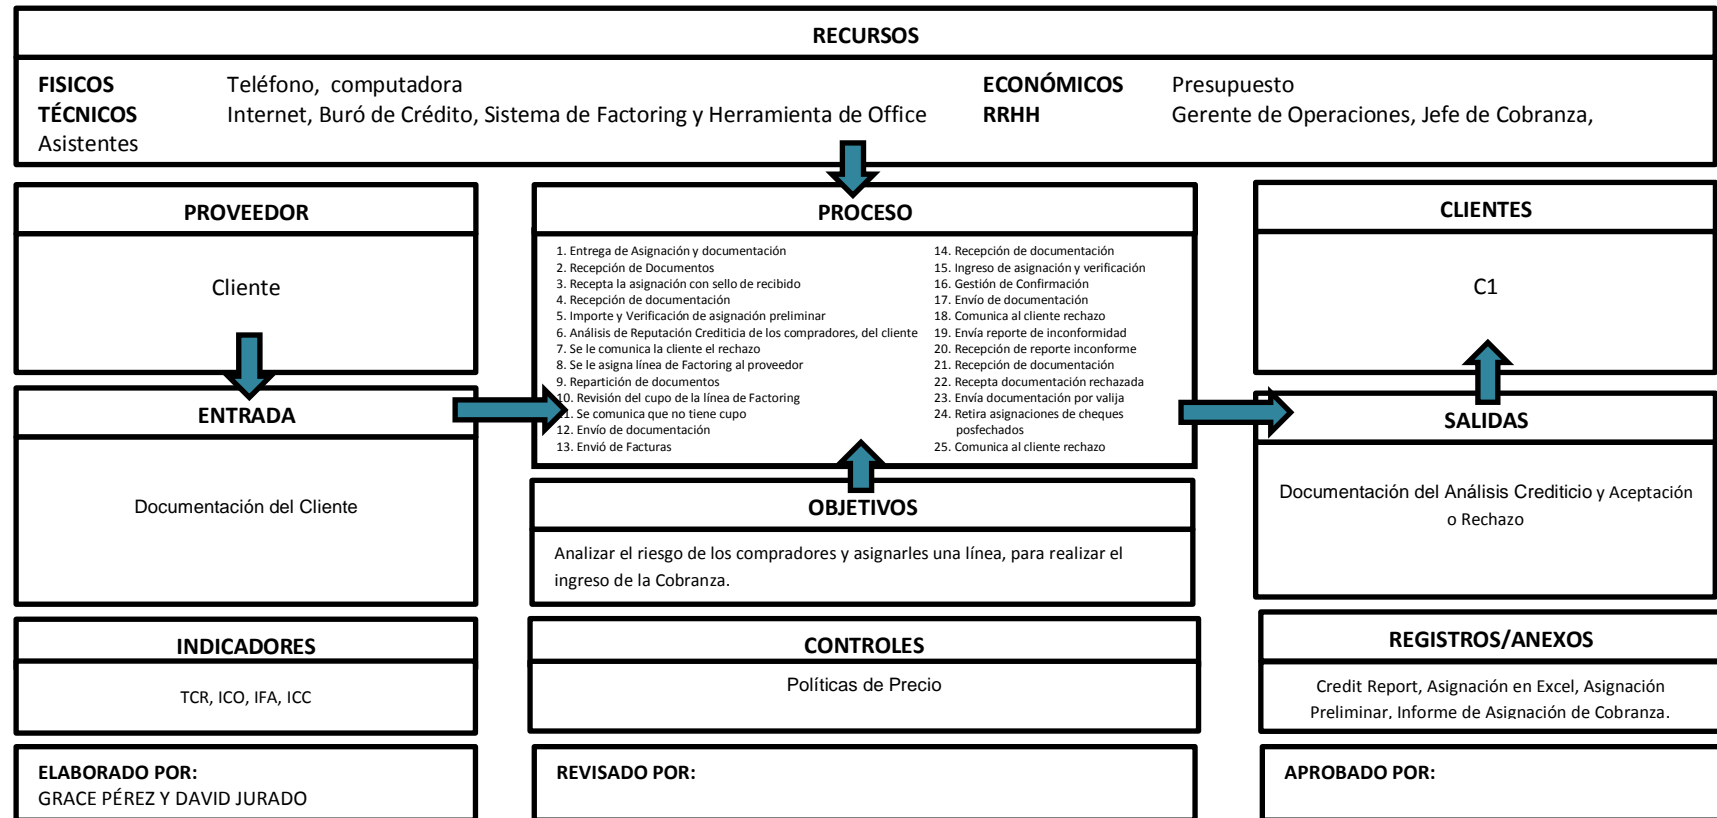 RECURSOS
FISICOS Teléfono, computadora ECONÓMICOS Presupuesto
TÉCNICOS Internet, Buró de Crédito, Sistema de Factoring y Herramienta de Office RRHH Gerente de Operaciones, Jefe de Cobranza,
Asistentes
PROVEEDOR
Cliente
ENTRADA
Documentación del Cliente
PROCESO
1. Entrega de Asignación y documentación
2. Recepción de Documentos
3. Recepta la asignación con sello de recibido
4. Recepción de documentación
5. Importe y Verificación de asignación preliminar
6. Análisis de Reputación Crediticia de los compradores, del cliente
7. Se le comunica la cliente el rechazo
8. Se le asigna línea de Factoring al proveedor
9. Repartición de documentos
10. Revisión del cupo de la línea de Factoring
11. Se comunica que no tiene cupo
12. Envío de documentación
13. Envió de Facturas
14. Recepción de documentación
15. Ingreso de asignación y verificación
16. Gestión de Confirmación
17. Envío de documentación
18. Comunica al cliente rechazo
19. Envía reporte de inconformidad
20. Recepción de reporte inconforme
21. Recepción de documentación
22. Recepta documentación rechazada
23. Envía documentación por valija
24. Retira asignaciones de cheques
posfechados
25. Comunica al cliente rechazo
CLIENTES
C1
SALIDAS
Documentación del Análisis Crediticio y Aceptación
o Rechazo
OBJETIVOS
Analizar el riesgo de los compradores y asignarles una línea, para realizar el
ingreso de la Cobranza.
INDICADORES
TCR, ICO, IFA, ICC
CONTROLES
Políticas de Precio
REGISTROS/ANEXOS
Credit Report, Asignación en Excel, Asignación
Preliminar, Informe de Asignación de Cobranza.
ELABORADO POR:
GRACE PÉREZ Y DAVID JURADO
REVISADO POR:
APROBADO POR: